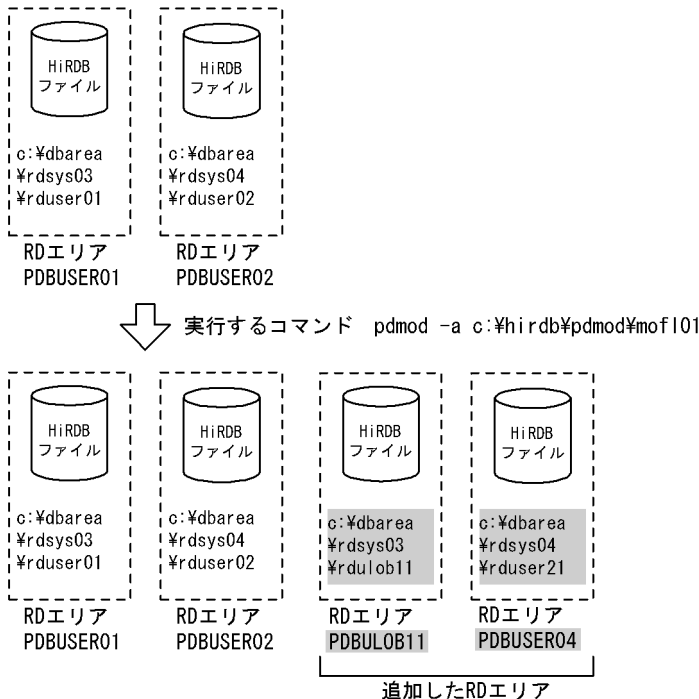 HiRDB
ファイル
c:¥dbarea
¥rdsys03
¥rduser01
RDエリア
PDBUSER01
HiRDB
ファイル
c:¥dbarea
¥rdsys04
¥rduser02
RDエリア
PDBUSER02
実行するコマンド pdmod -a c:¥hirdb¥pdmod¥mofl01
HiRDB
ファイル
c:¥dbarea
¥rdsys03
¥rduser01
RDエリア
PDBUSER01
HiRDB
ファイル
c:¥dbarea
¥rdsys04
¥rduser02
RDエリア
PDBUSER02
HiRDB
ファイル
c:¥dbarea
¥rdsys03
¥rdulob11
RDエリア
PDBULOB11
HiRDB
ファイル
c:¥dbarea
¥rdsys04
¥rduser21
RDエリア
PDBUSER04
追加したRDエリア